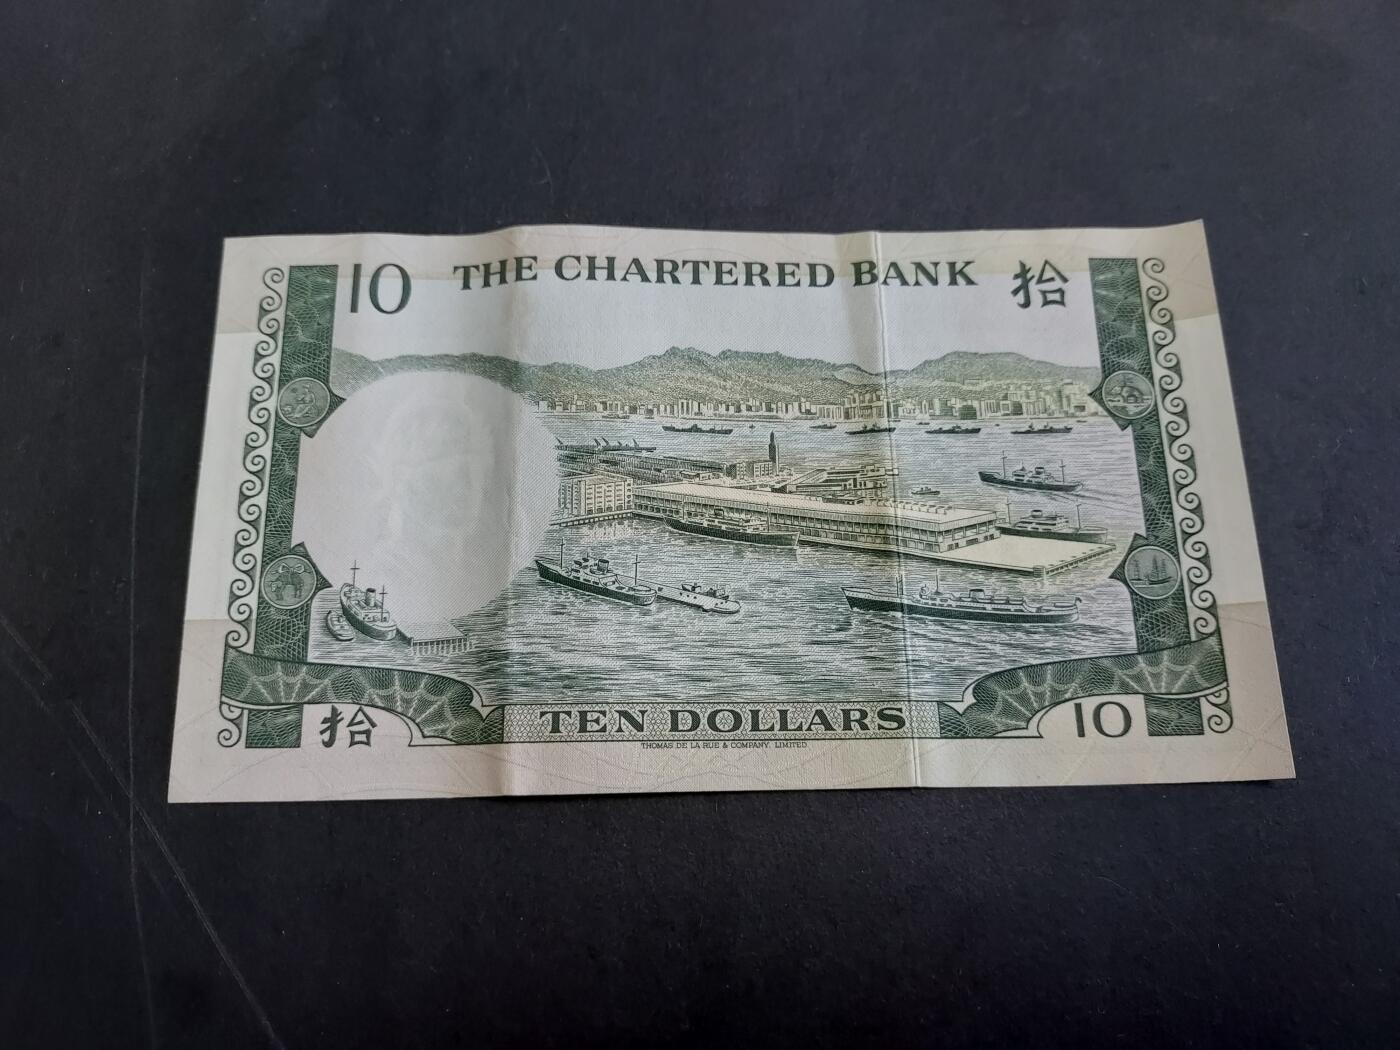 10 THE CHARTERED BANK 拾
拾 TEN DOLLARS 10
THOMAS DE LA RUE & COMPANY, LIMITED